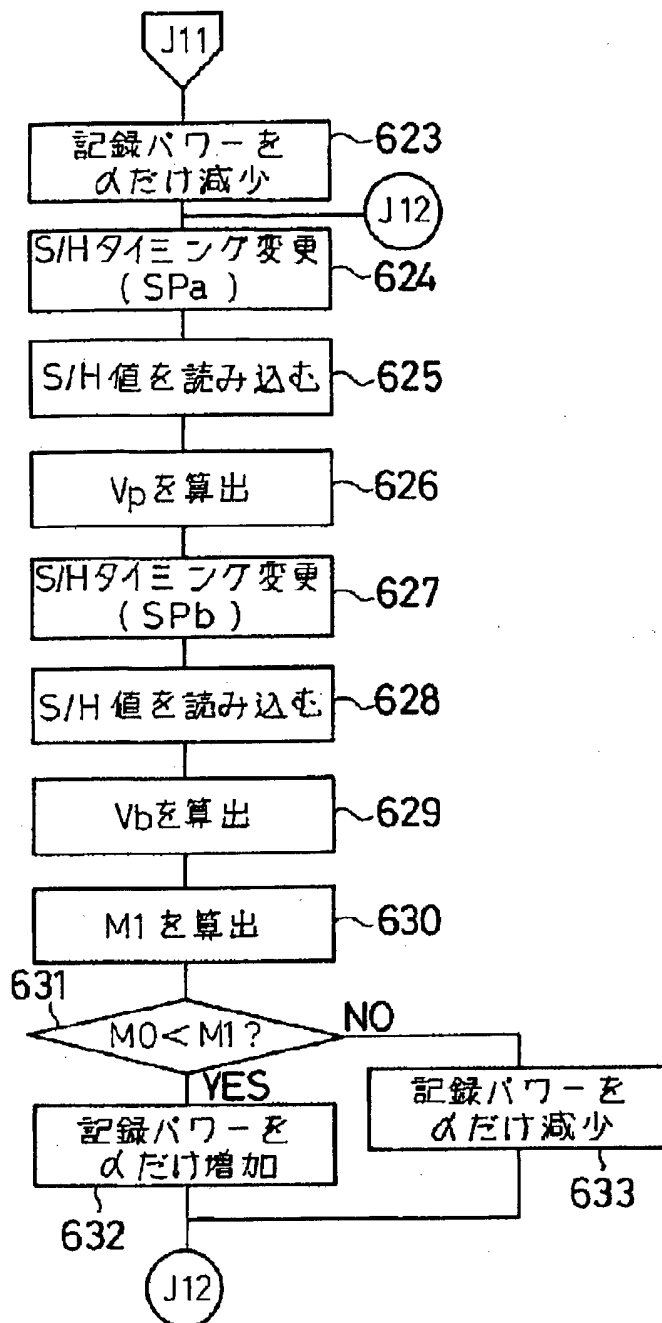 J11
記録パワーを
αだけ減少
623
J12
S/Hタイミング変更
(SPa)
624
S/H値を読み込む
625
Vpを算出
626
S/Hタイミング変更
(SPb)
627
S/H値を読み込む
628
Vbを算出
629
M1を算出
630
631
M0<M1?
NO
YES
記録パワーを
αだけ増加
632
記録パワーを
αだけ減少
633
J12